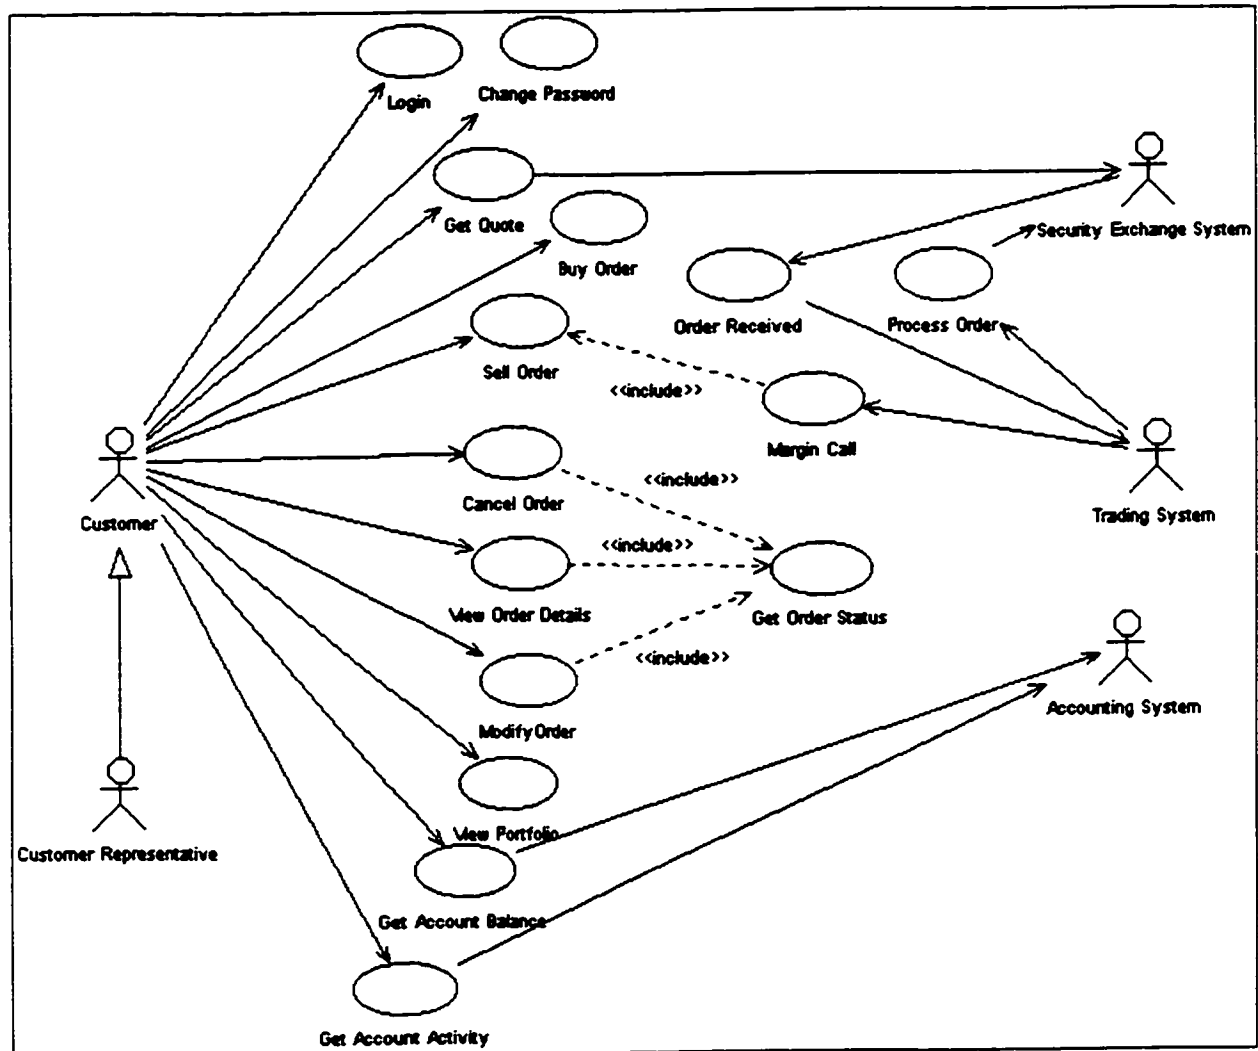 Login
Change Password
Get Quote
Security Exchange System
Buy Order
Order Received
Process Order
Sell Order
<<include>>
Margin Call
<<include>>
Cancel Order
Trading System
Customer
<<include>>
View Order Details
Get Order Status
<<include>>
Modify Order
Accounting System
View Portfolio
Customer Representative
Get Account Balance
Get Account Activity